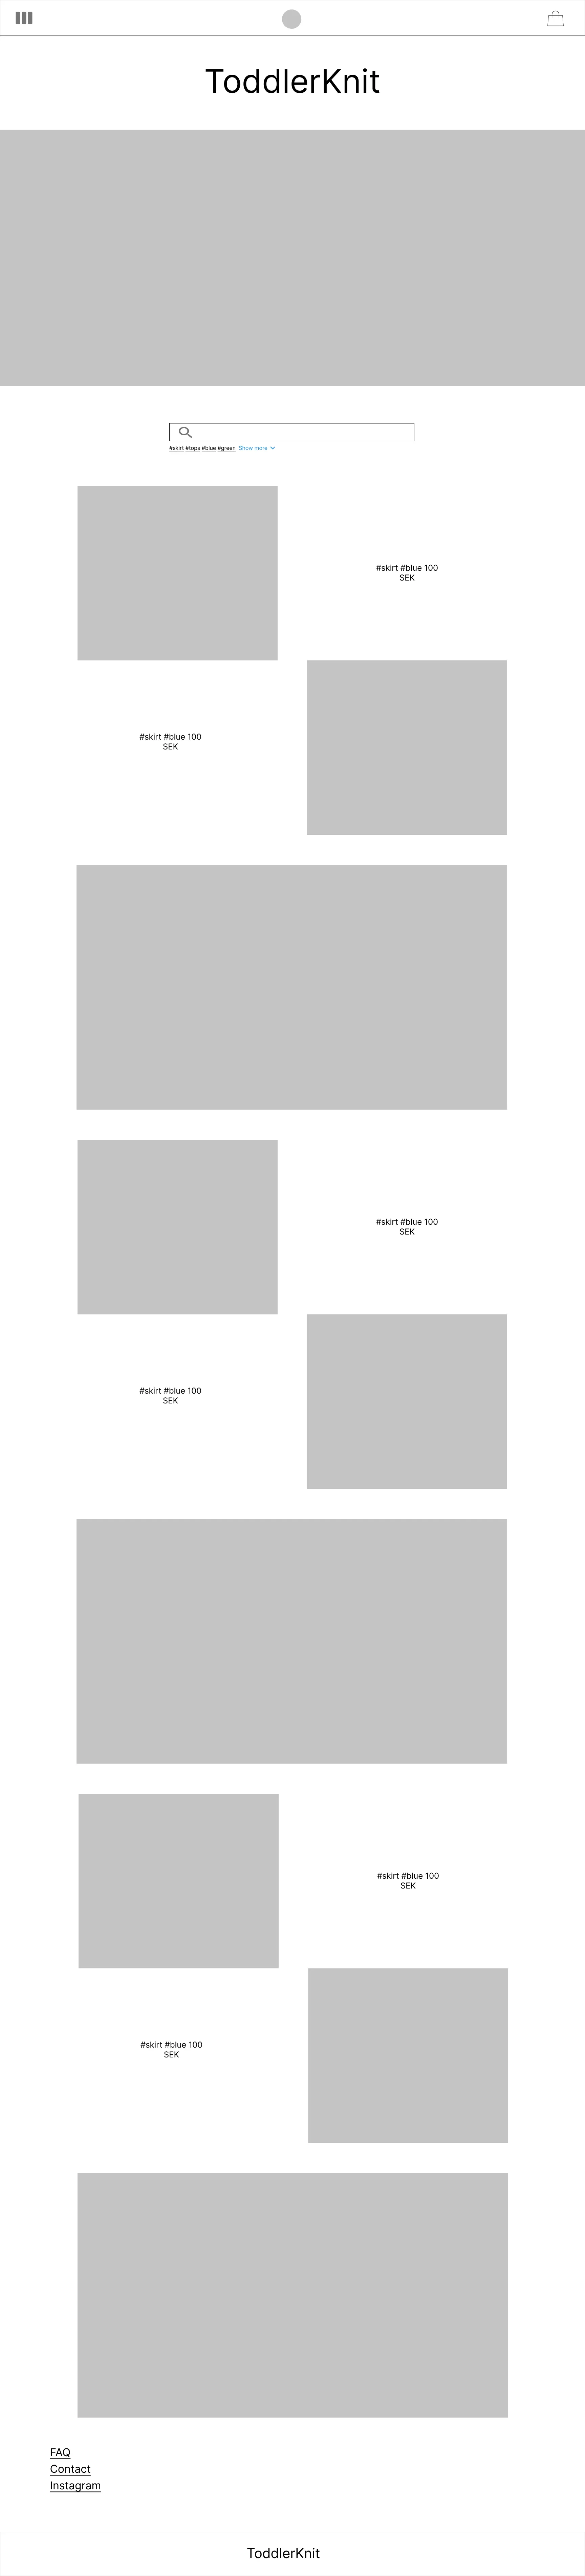 ToddlerKnit
#skirt #tops #blue #green Show more
#skirt #blue 100
SEK
#skirt #blue 100
SEK
#skirt #blue 100
SEK
#skirt #blue 100
SEK
#skirt #blue 100
SEK
#skirt #blue 100
SEK
FAQ
Contact
Instagram
ToddlerKnit